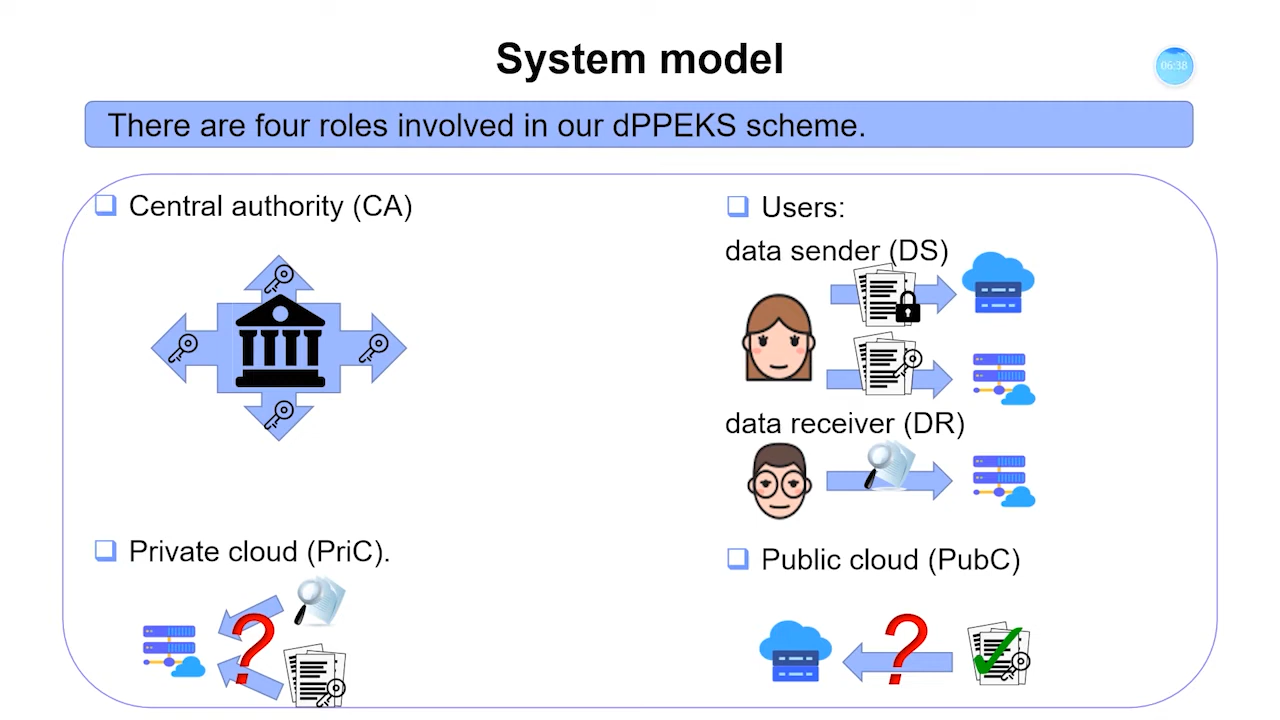 System model
06:38
There are four roles involved in our dPPEKS scheme.
Central authority (CA)
Users:
data sender (DS)
data receiver (DR)
Private cloud (PriC).
Public cloud (PubC)